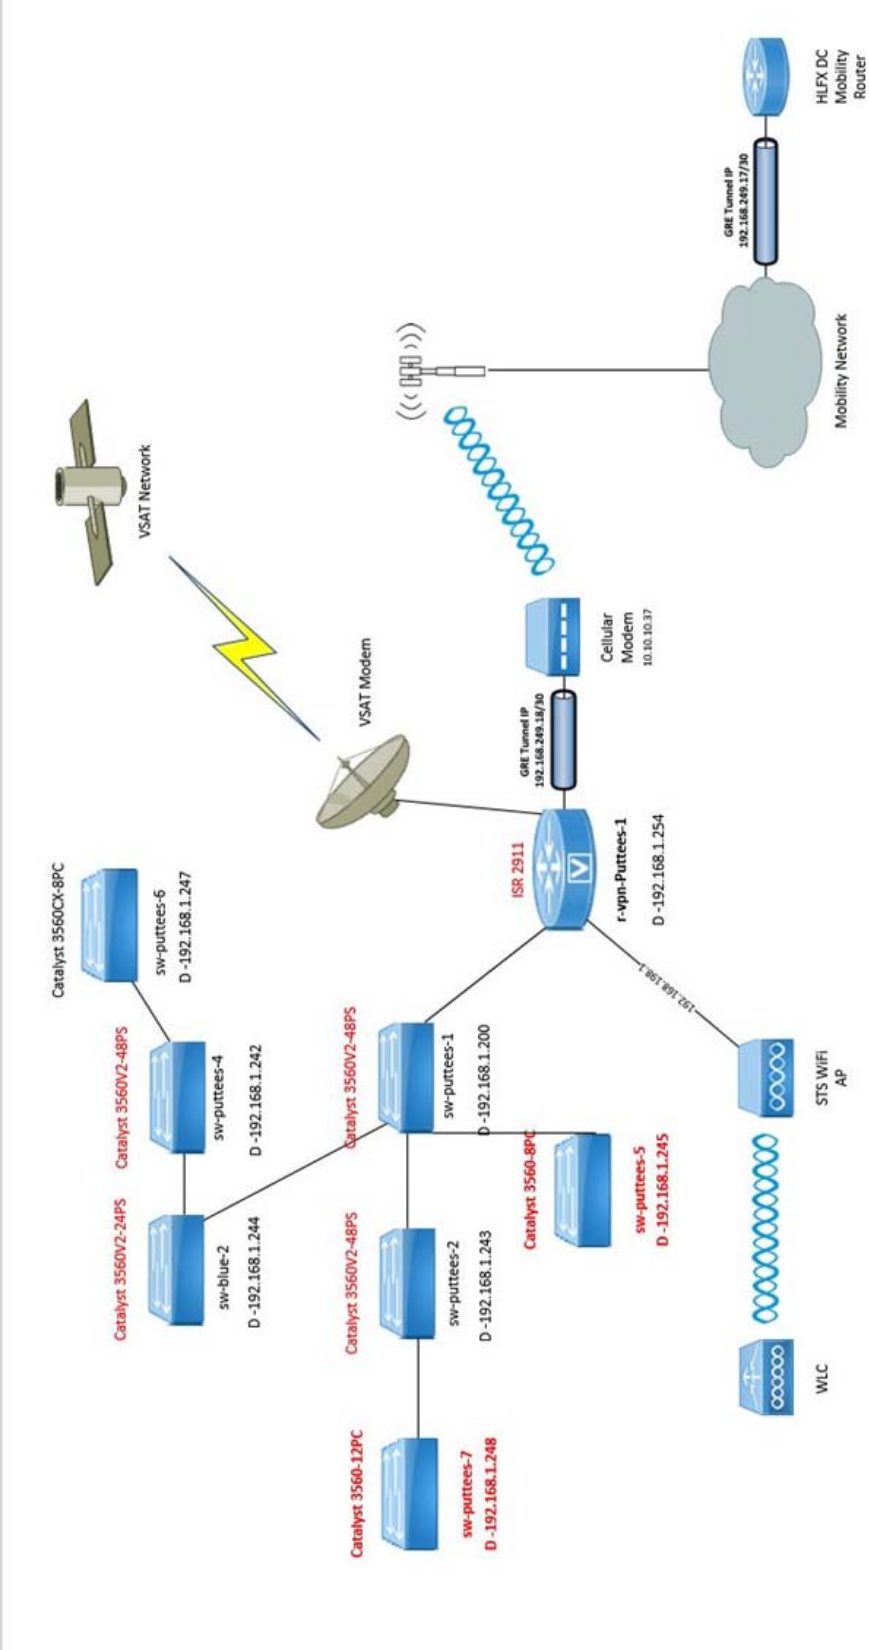 Catalyst 3560CX-8PC
sw-puttees-6
D -192.168.1.247
Catalyst 3560V2-48PS
sw-puttees-4
D -192.168.1.242
Catalyst 3560V2-24PS
sw-blue-2
D -192.168.1.244
VSAT Network
VSAT Modem
Catalyst 3560-12PC
sw-puttees-7
D -192.168.1.248
Catalyst 3560V2-48PS
sw-puttees-2
D -192.168.1.243
Catalyst 3560V2-48PS
sw-puttees-1
D -192.168.1.200
Catalyst 3560-8PC
sw-puttees-5
D -192.168.1.245
ISR 2911
r-vpn-Puttees-1
D -192.168.1.254
GRE Tunnel IP
192.168.249.18/30
Cellular
Modem
10.10.10.37
192.168.198.1
WLC
STS WiFi
AP
Mobility Network
GRE Tunnel IP
192.168.249.17/30
HLFX DC
Mobility
Router